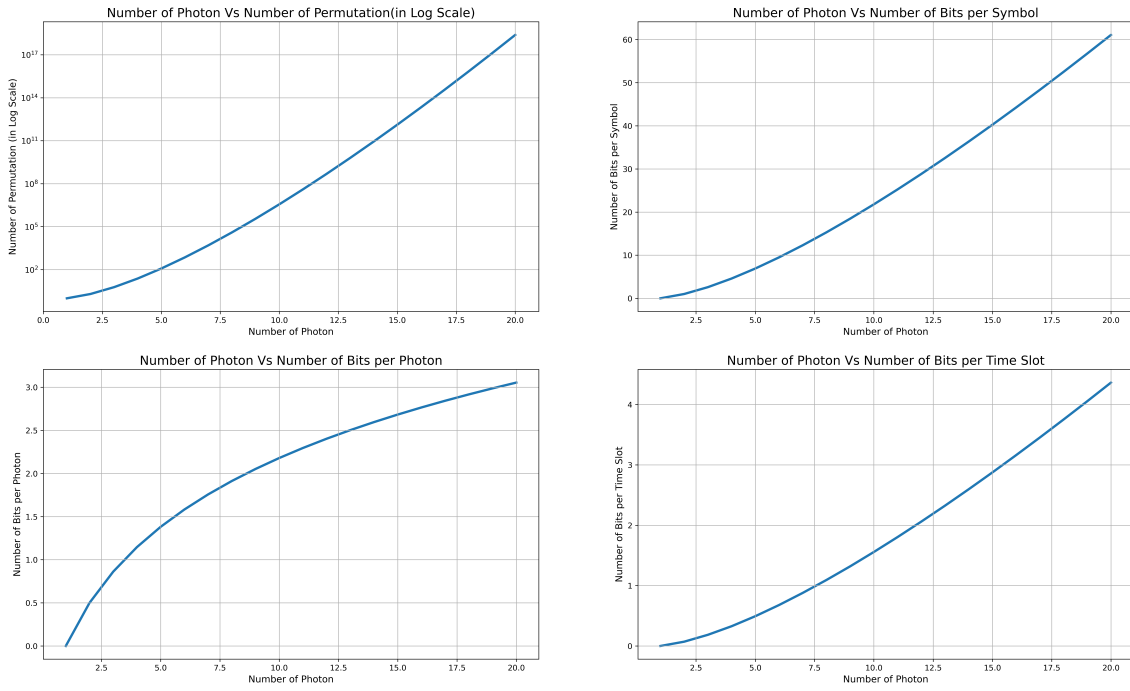 Number of Photon Vs Number of Permutation(in Log Scale)
Number of Permutation (in Log Scale)
10^17
10^14
10^11
10^8
10^5
10^2
0.0 2.5 5.0 7.5 10.0 12.5 15.0 17.5 20.0
Number of Photon
Number of Photon Vs Number of Bits per Symbol
Number of Bits per Symbol
60
50
40
30
20
10
0
2.5 5.0 7.5 10.0 12.5 15.0 17.5 20.0
Number of Photon
Number of Photon Vs Number of Bits per Photon
Number of Bits per Photon
3.0
2.5
2.0
1.5
1.0
0.5
0.0
2.5 5.0 7.5 10.0 12.5 15.0 17.5 20.0
Number of Photon
Number of Photon Vs Number of Bits per Time Slot
Number of Bits per Time Slot
4
3
2
1
0
2.5 5.0 7.5 10.0 12.5 15.0 17.5 20.0
Number of Photon